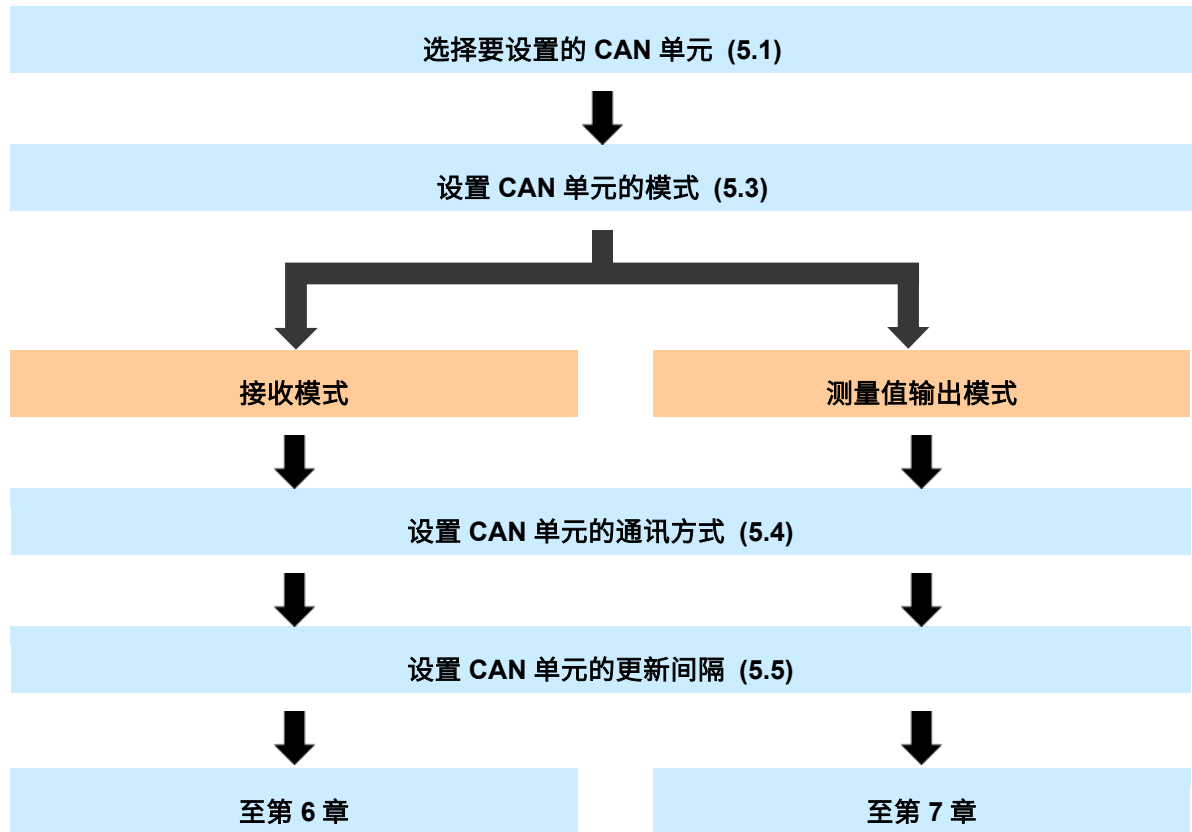 选择要设置的 CAN 单元 (5.1)
设置 CAN 单元的模式 (5.3)
接收模式
测量值输出模式
设置 CAN 单元的通讯方式 (5.4)
设置 CAN 单元的更新间隔 (5.5)
至第 6 章
至第 7 章